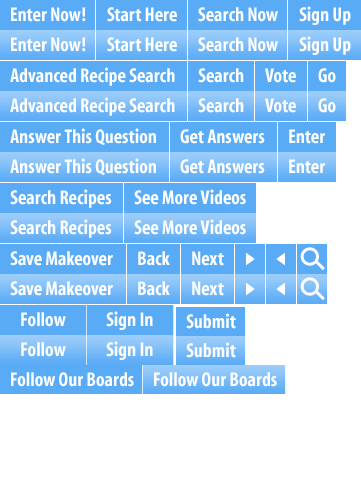 Enter Now! Start Here Search Now Sign Up
Enter Now! Start Here Search Now Sign Up
Advanced Recipe Search Search Vote Go
Advanced Recipe Search Search Vote Go
Answer This Question Get Answers Enter
Answer This Question Get Answers Enter
Search Recipes See More Videos
Search Recipes See More Videos
Save Makeover Back Next
Save Makeover Back Next
Follow Sign In Submit
Follow Sign In Submit
Follow Our Boards Follow Our Boards